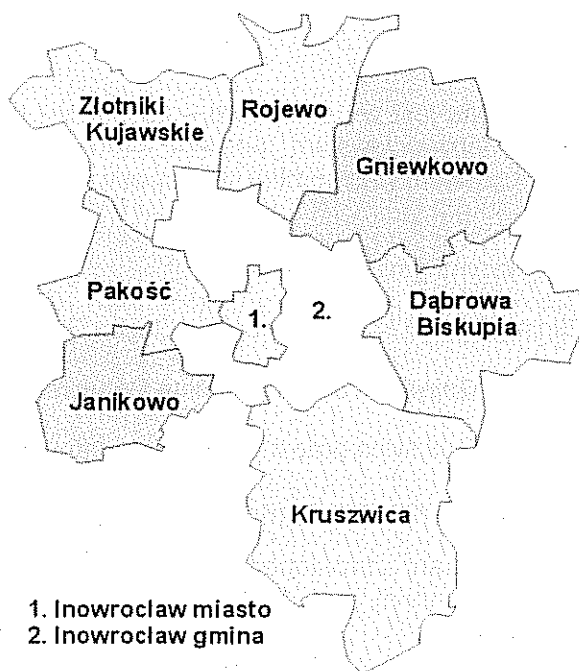 Złotniki
Kujawskie
Rojewo
Gniewkowo
Pakość
1.
2.
Dąbrowa
Biskupia
Janikowo
Kruszwica
1. Inowrocław miasto
2. Inowrocław gmina